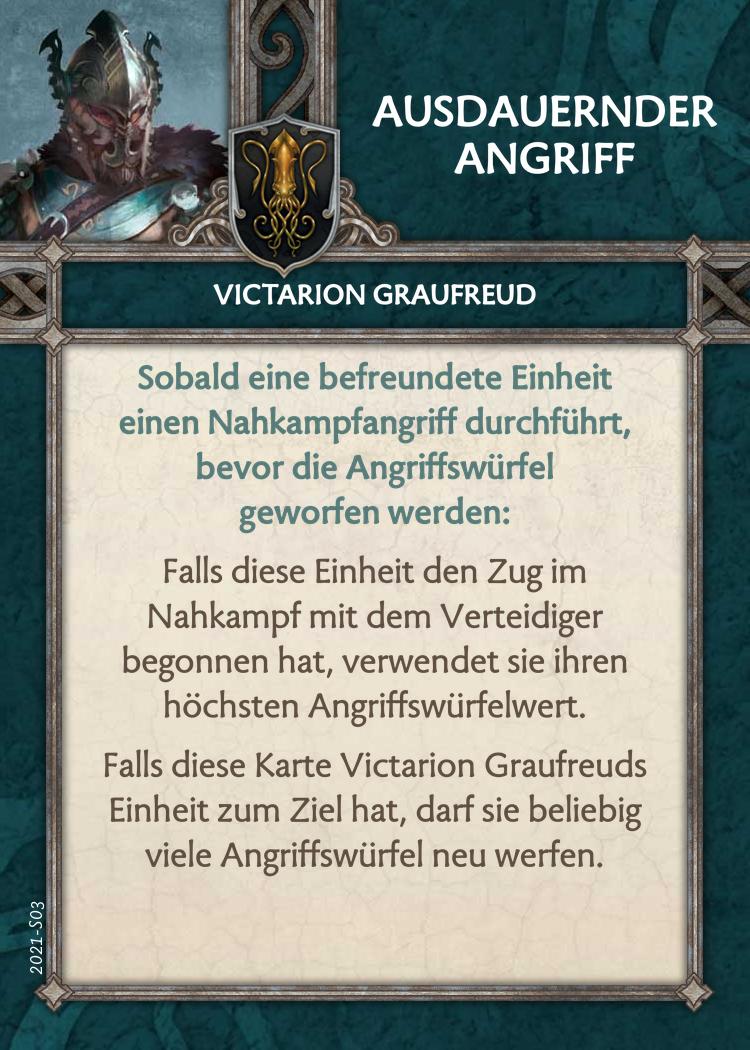 AUSDAUERNDER
ANGRIFF
VICTARION GRAUFREUD
Sobald eine befreundete Einheit
einen Nahkampfangriff durchführt,
bevor die Angriffswürfel
geworfen werden:
Falls diese Einheit den Zug im
Nahkampf mit dem Verteidiger
begonnen hat, verwendet sie ihren
höchsten Angriffswürfelwert.
Falls diese Karte Victarion Graufreuds
Einheit zum Ziel hat, darf sie beliebig
viele Angriffswürfel neu werfen.
2021-S03